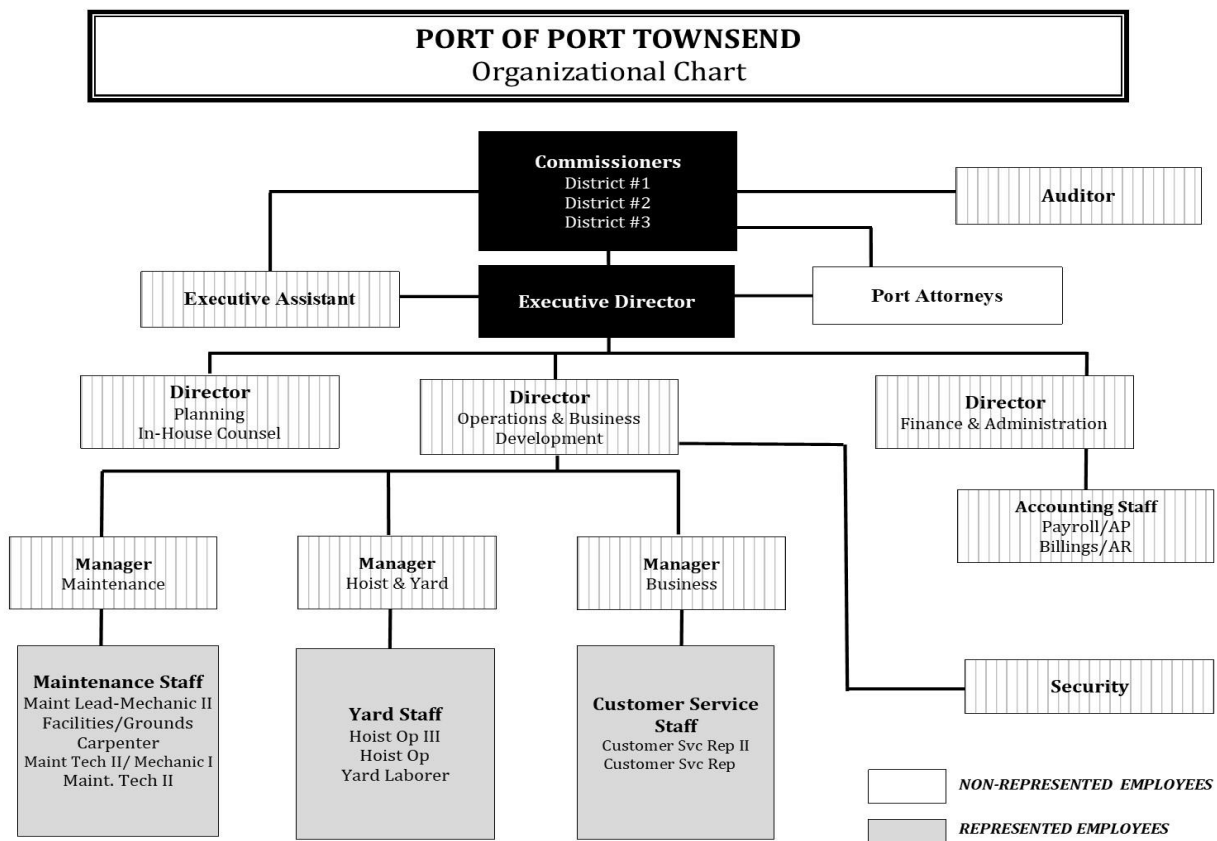 PORT OF PORT TOWNSEND
Organizational Chart
Commissioners
District #1
District #2
District #3
Auditor
Executive Assistant
Executive Director
Port Attorneys
Director
Planning
In-House Counsel
Director
Operations & Business
Development
Director
Finance & Administration
Accounting Staff
Payroll/AP
Billings/AR
Manager
Maintenance
Manager
Hoist & Yard
Manager
Business
Maintenance Staff
Maint Lead-Mechanic II
Facilities/Grounds
Carpenter
Maint Tech II/ Mechanic I
Maint. Tech II
Yard Staff
Hoist Op III
Hoist Op
Yard Laborer
Customer Service
Staff
Customer Svc Rep II
Customer Svc Rep
Security
NON-REPRESENTED EMPLOYEES
REPRESENTED EMPLOYEES